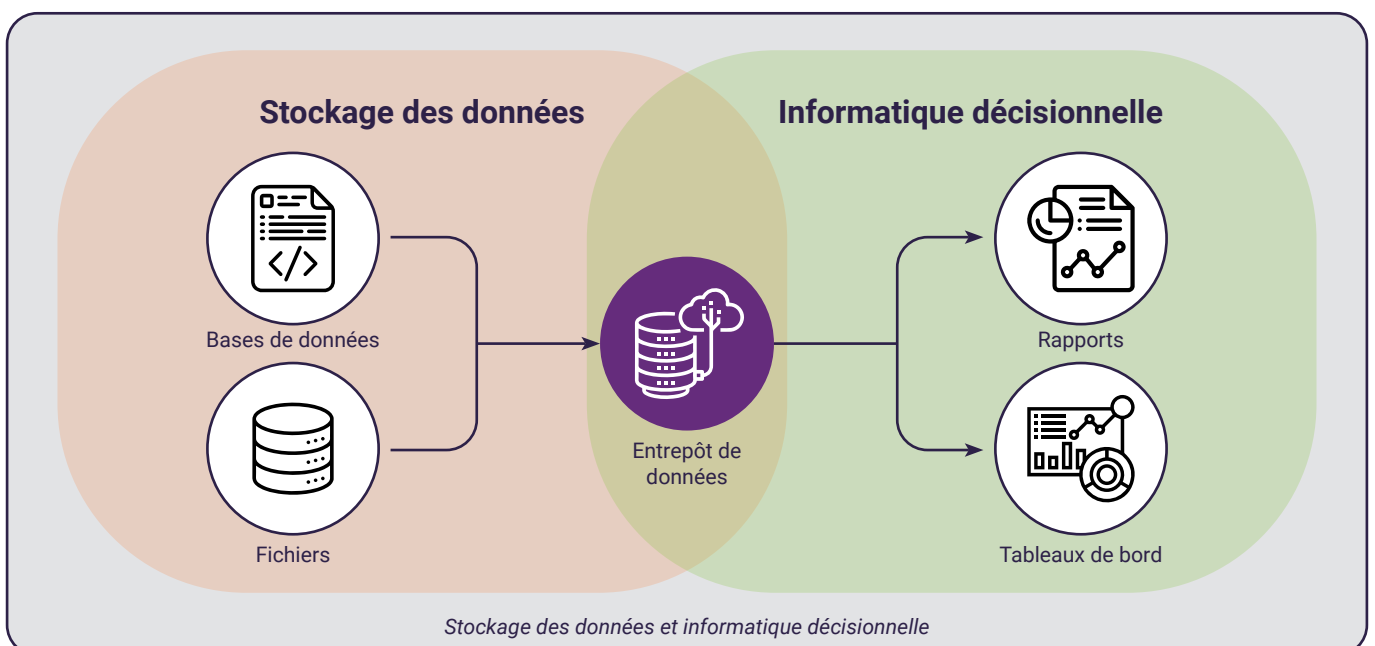 Stockage des données
Informatique décisionnelle
Bases de données
Rapports
Entrepôt de
données
Fichiers
Tableaux de bord
Stockage des données et informatique décisionnelle